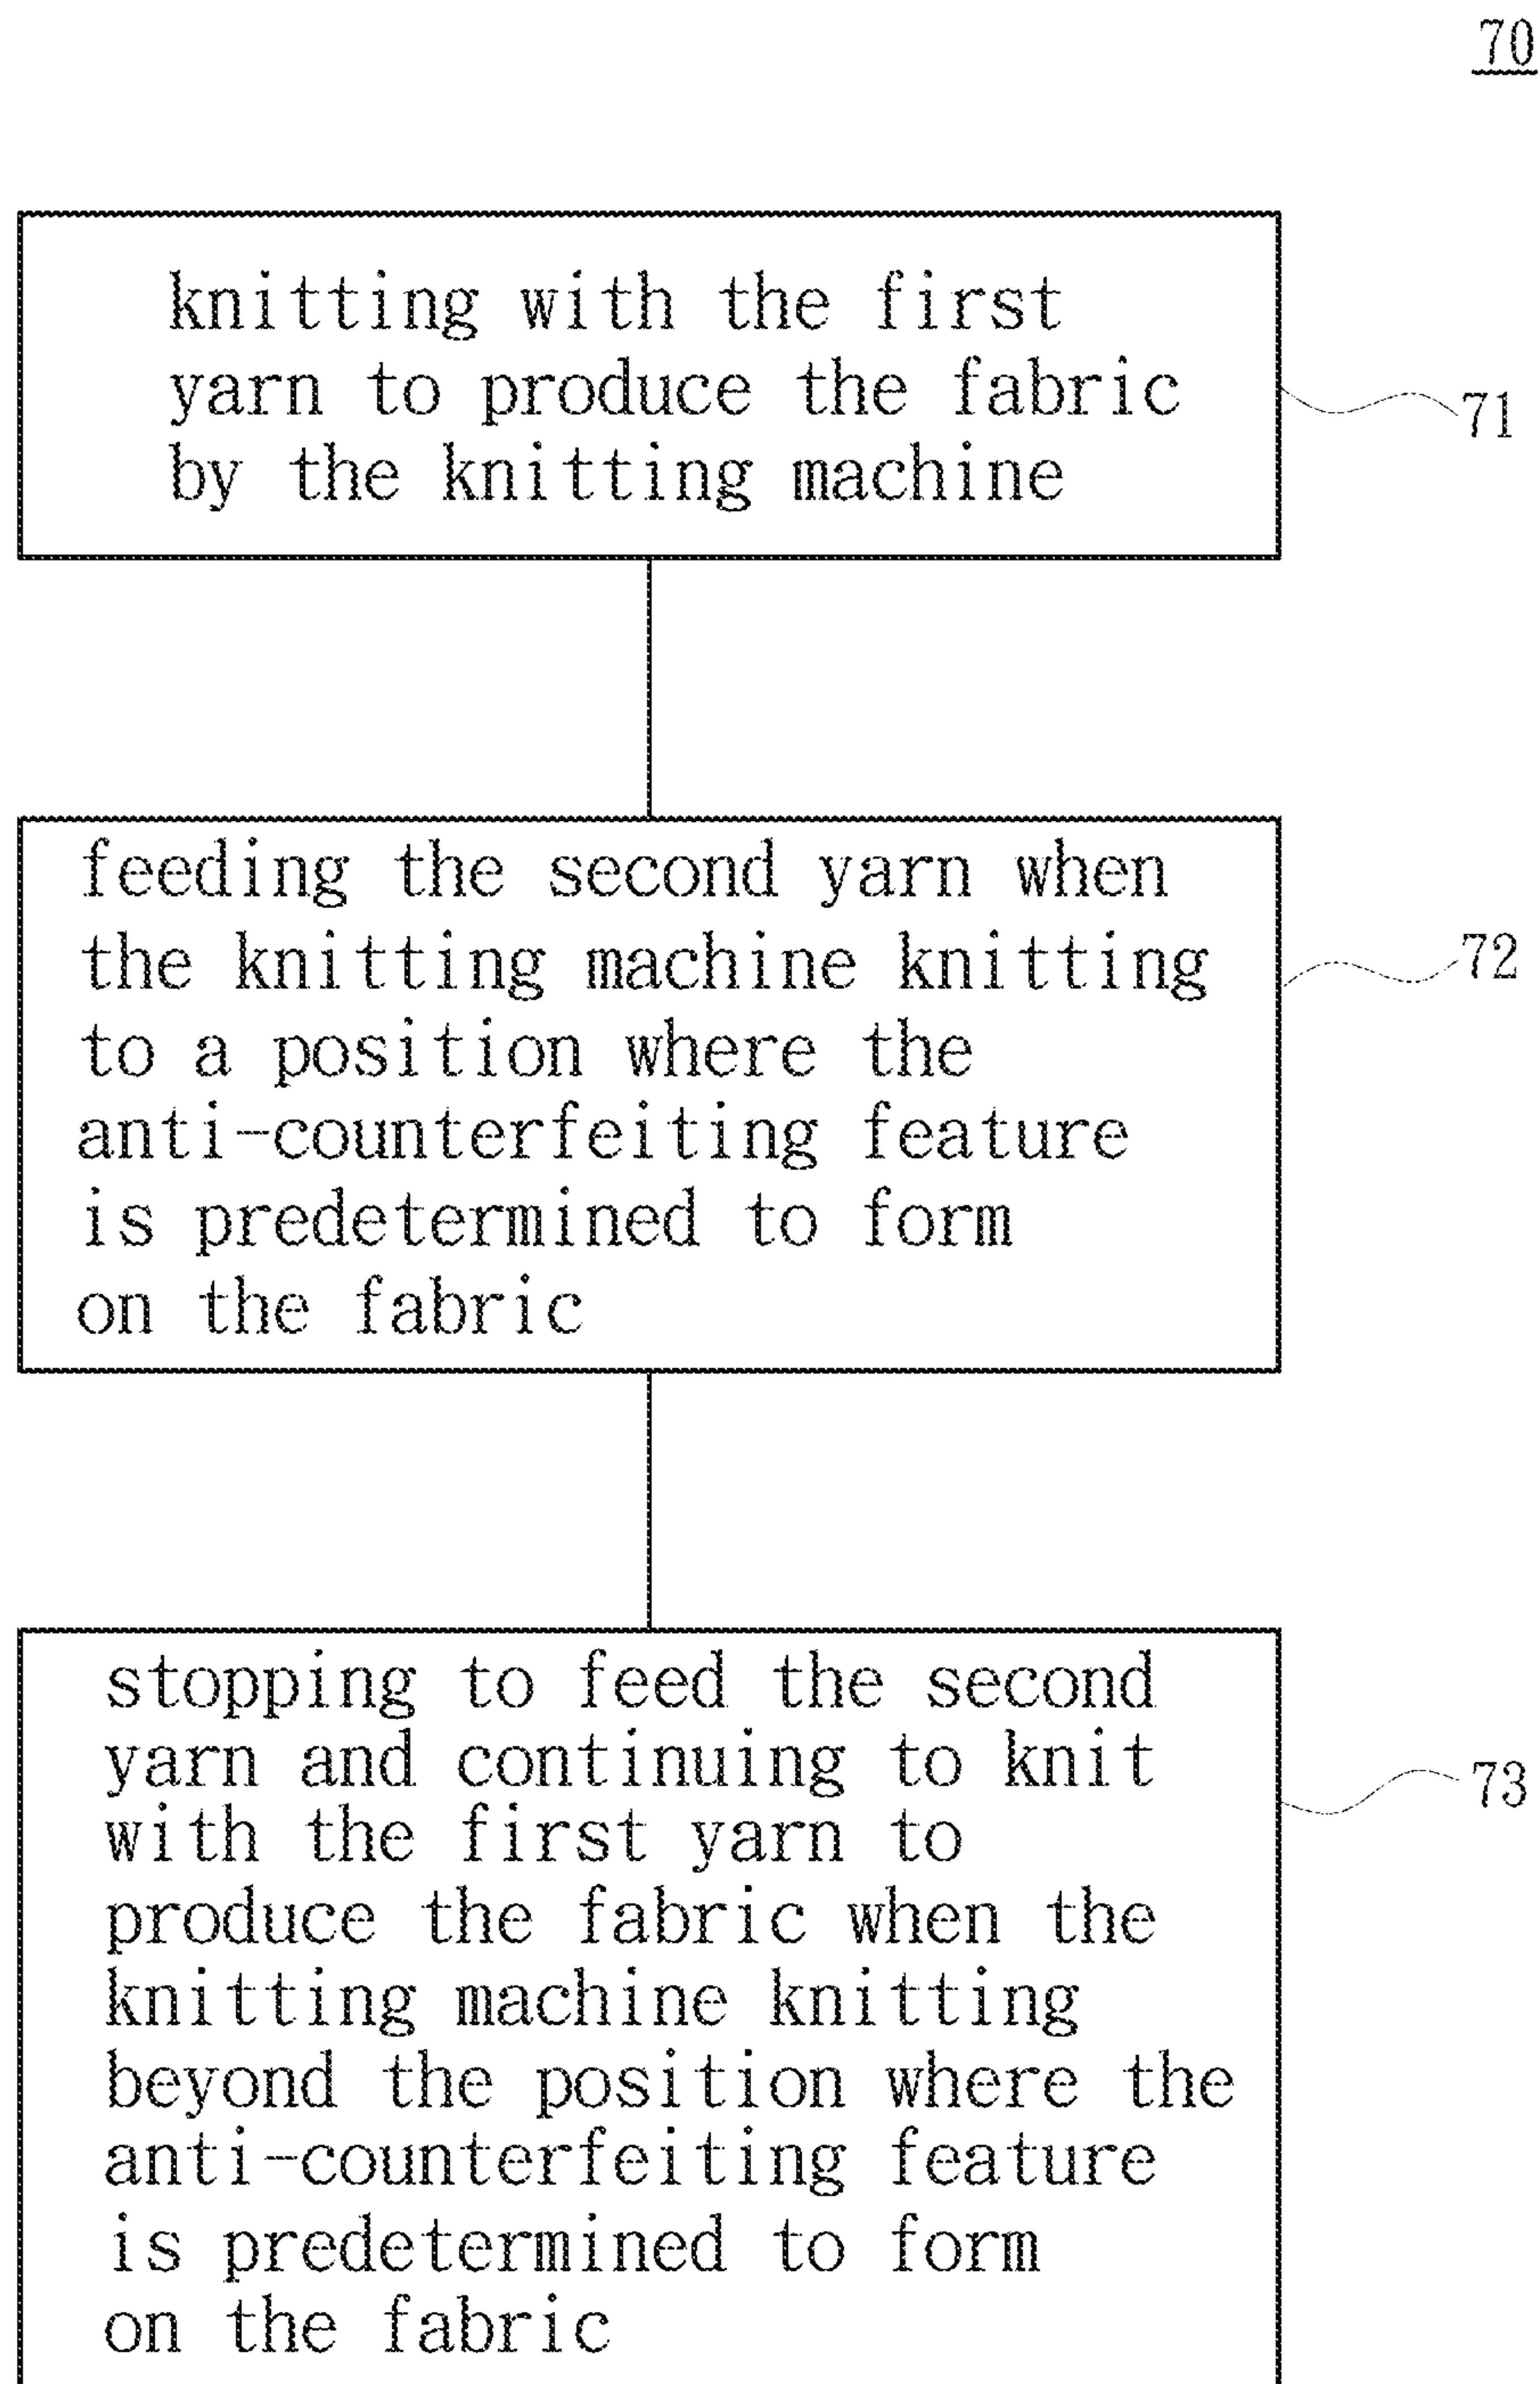 70
knitting with the first
yarn to produce the fabric
by the knitting machine
71
feeding the second yarn when
the knitting machine knitting
to a position where the
anti-counterfeiting feature
is predetermined to form
on the fabric
72
stopping to feed the second
yarn and continuing to knit
with the first yarn to
produce the fabric when the
knitting machine knitting
beyond the position where the
anti-counterfeiting feature
is predetermined to form
on the fabric
73